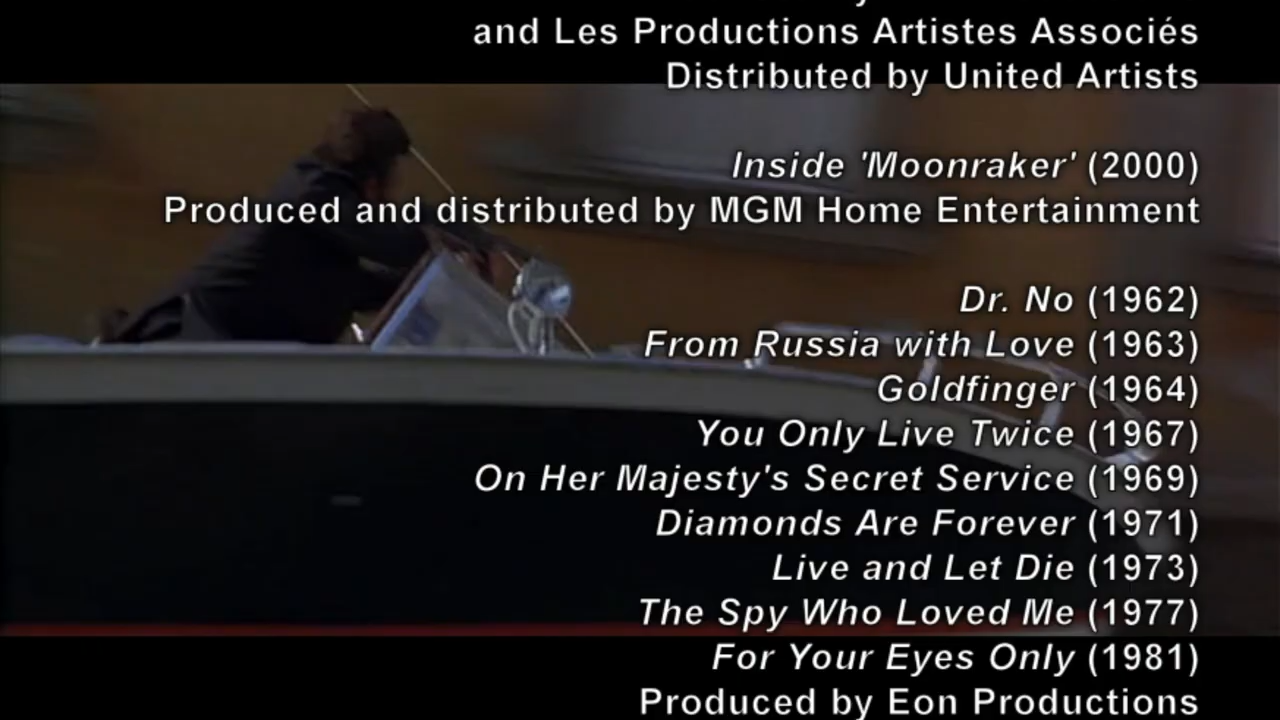 and Les Productions Artistes Associés
Distributed by United Artists
Inside 'Moonraker' (2000)
Produced and distributed by MGM Home Entertainment
Dr. No (1962)
From Russia with Love (1963)
Goldfinger (1964)
You Only Live Twice (1967)
On Her Majesty's Secret Service (1969)
Diamonds Are Forever (1971)
Live and Let Die (1973)
The Spy Who Loved Me (1977)
For Your Eyes Only (1981)
Produced by Eon Productions